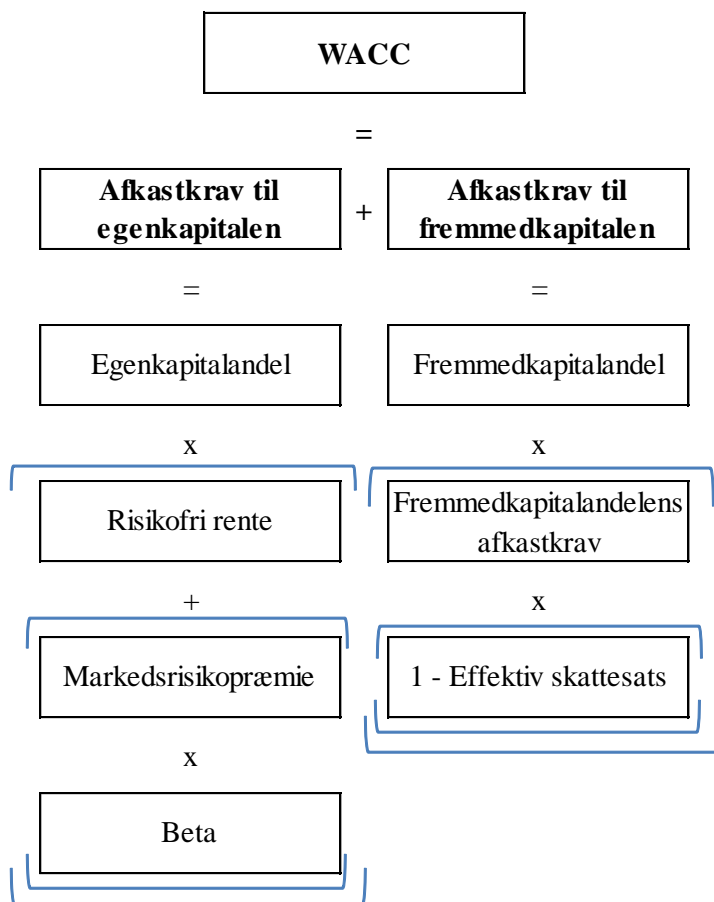 WACC
=
Afkastkrav til
egenkapitalen
+
Afkastkrav til
fremmedkapitalen
=
=
Egenkapitalandel
Fremmedkapitalandel
x
x
Risikofri rente
Fremmedkapitalandelens
afkastkrav
+
x
Markedsrisikopræmie
1 - Effektiv skattesats
x
Beta